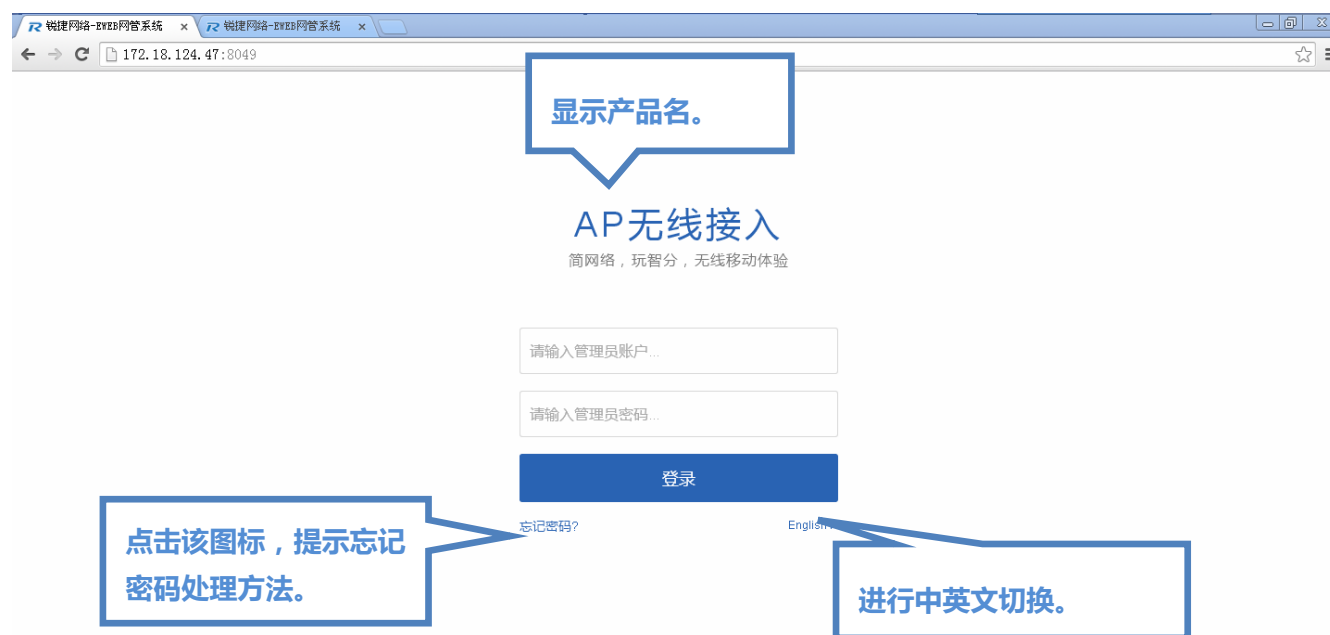 锐捷网络-EWEB网管系统
锐捷网络-EWEB网管系统
172.18.124.47:8049
显示产品名。
AP无线接入
简网络，玩智分，无线移动体验
请输入管理员账户...
请输入管理员密码...
登录
忘记密码?
English
点击该图标，提示忘记
密码处理方法。
进行中英文切换。